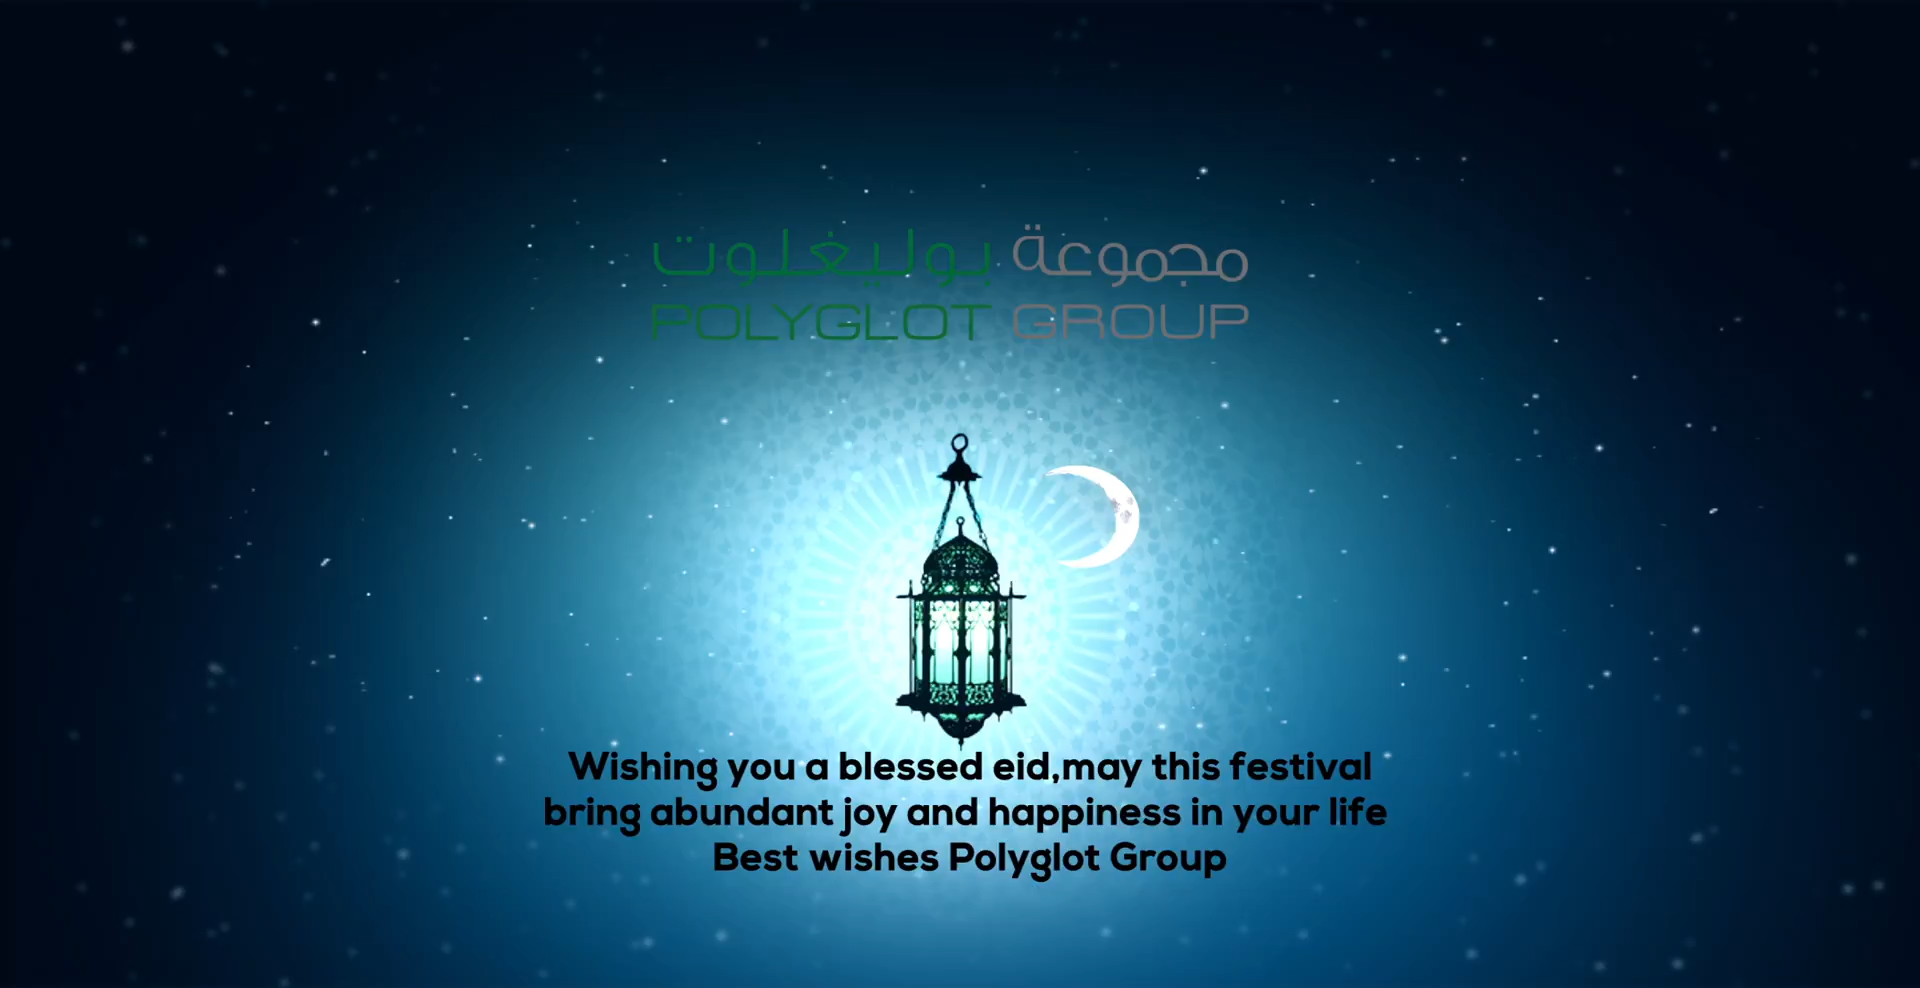 مجموعة بوليغلوت
POLYGLOT GROUP
Wishing you a blessed eid,may this festival
bring abundant joy and happiness in your life
Best wishes Polyglot Group